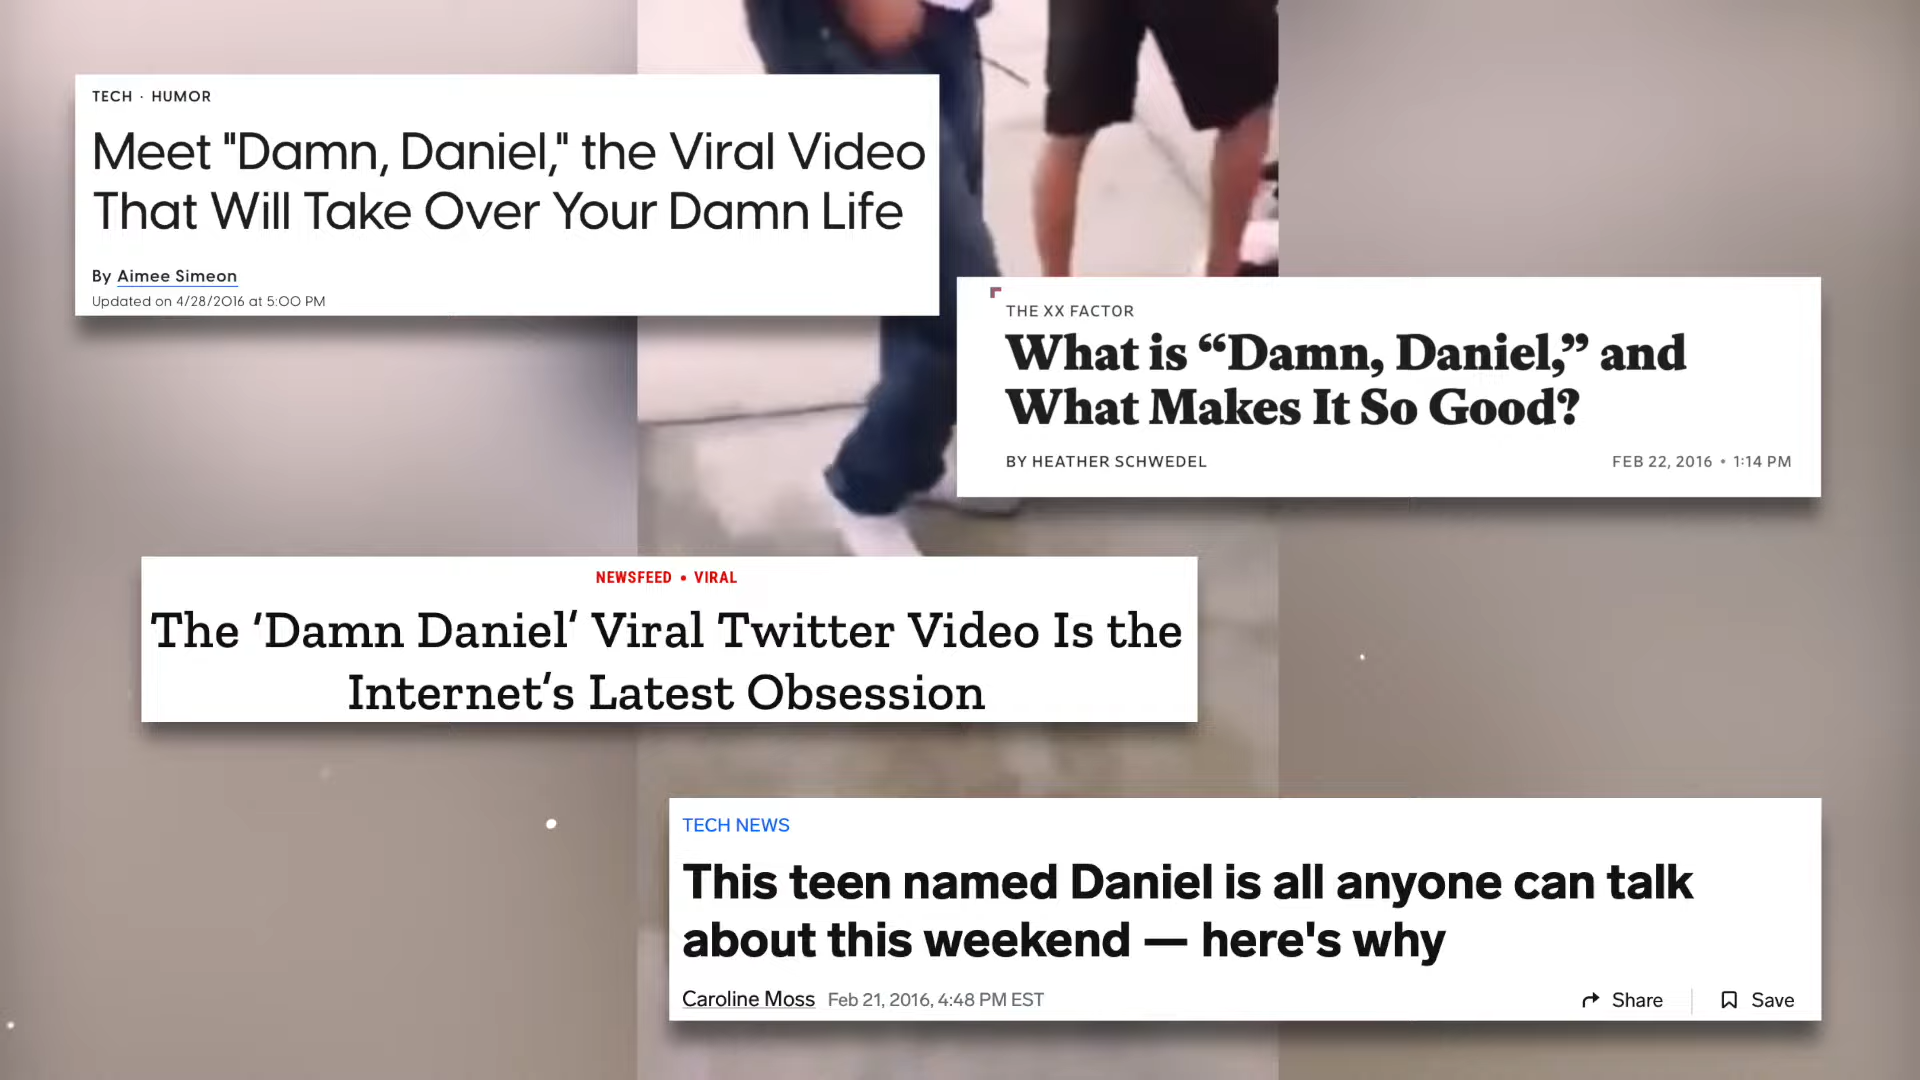 TECH · HUMOR
Meet "Damn, Daniel," the Viral Video
That Will Take Over Your Damn Life
By Aimee Simeon
Updated on 4/28/2016 at 5:00 PM
THE XX FACTOR
What is “Damn, Daniel,” and
What Makes It So Good?
BY HEATHER SCHWEDEL
FEB 22, 2016 • 1:14 PM
NEWSFEED • VIRAL
The ‘Damn Daniel’ Viral Twitter Video Is the
Internet’s Latest Obsession
TECH NEWS
This teen named Daniel is all anyone can talk
about this weekend — here's why
Caroline Moss Feb 21, 2016, 4:48 PM EST
Share
Save